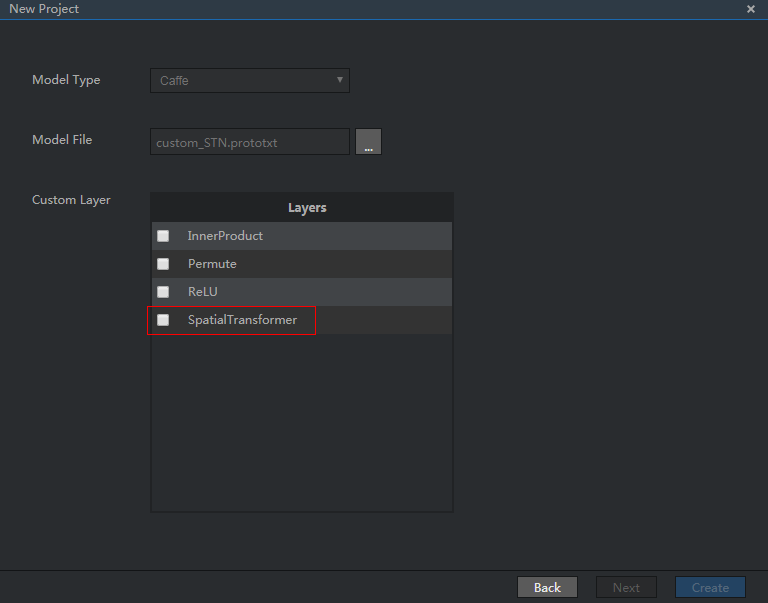 New Project ×
Model Type Caffe ▼
Model File custom_STN.prototxt ...
Custom Layer
Layers
InnerProduct
Permute
ReLU
SpatialTransformer
Back Next Create